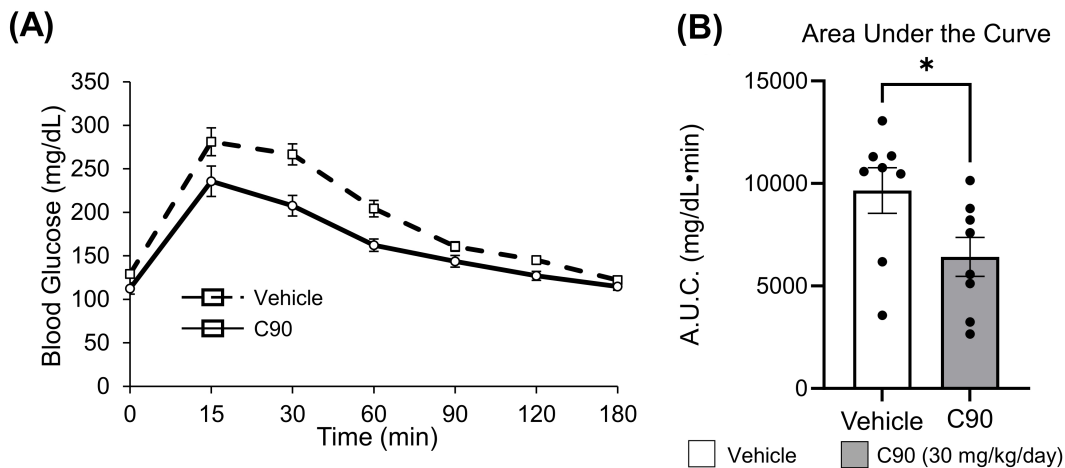 (A)
350
300
250
200
150
100
50
0
Blood Glucose (mg/dL)
0 15 30 60 90 120 180
Time (min)
Vehicle
C90
(B)
Area Under the Curve
*
15000
10000
5000
0
A.U.C. (mg/dL•min)
Vehicle C90
Vehicle C90 (30 mg/kg/day)